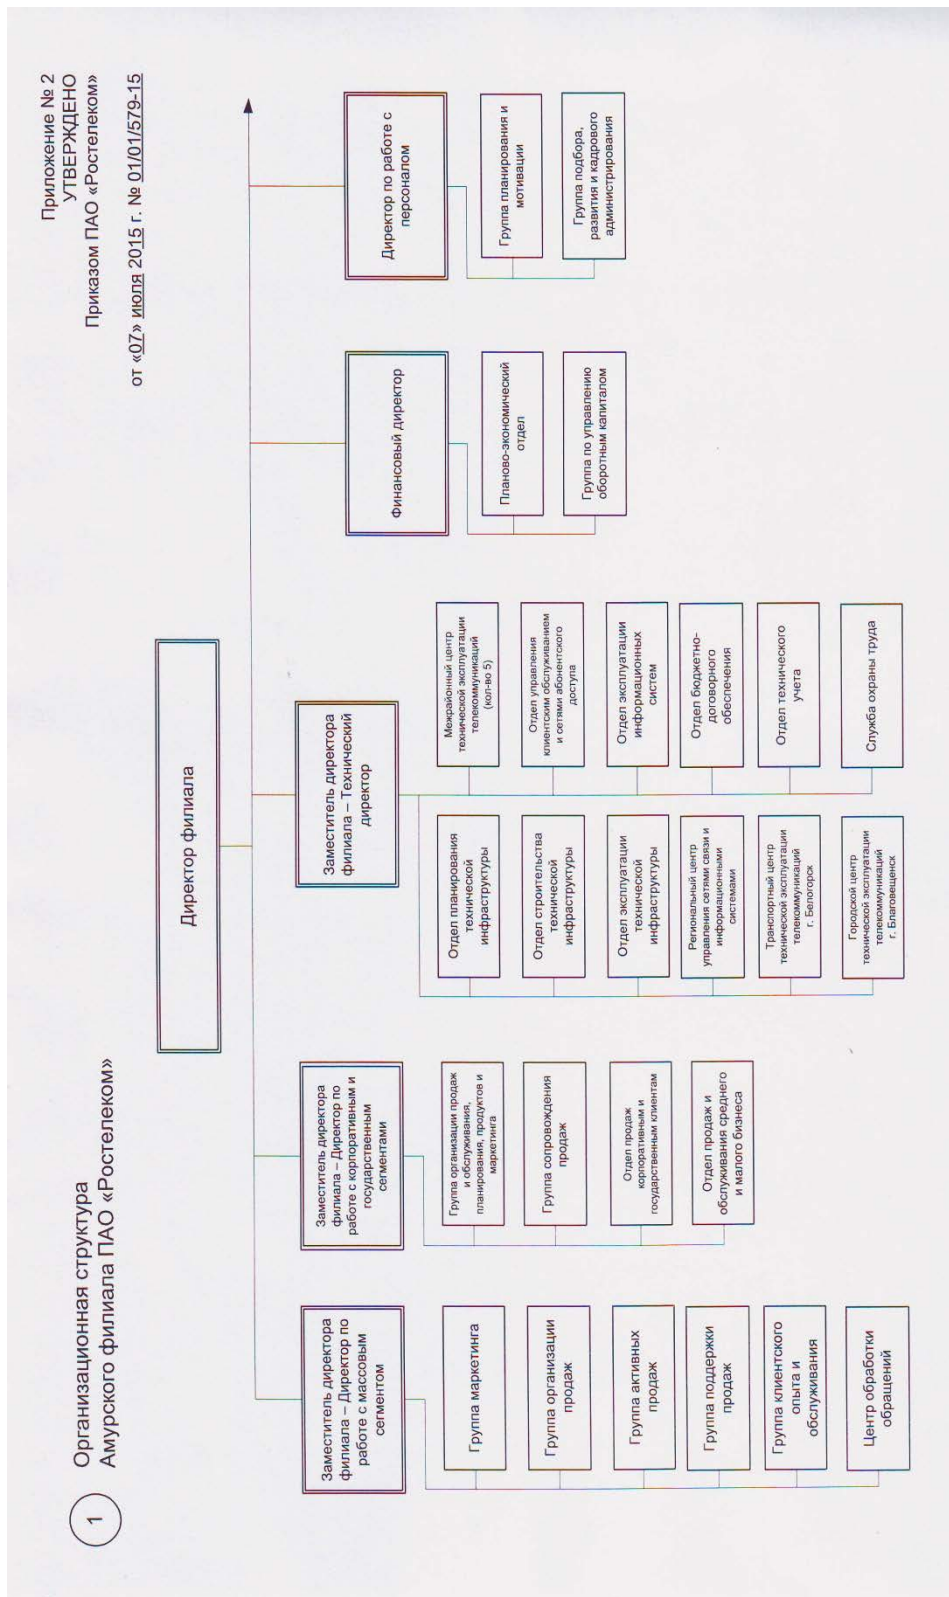 Приложение № 2
УТВЕРЖДЕНО
Приказом ПАО «Ростелеком»
от «07» июля 2015 г. № 01/01/579-15
1
Организационная структура
Амурского филиала ПАО «Ростелеком»
Директор филиала
Заместитель директора
филиала – Директор по
работе с массовым
сегментом
Группа маркетинга
Группа организации
продаж
Группа активных
продаж
Группа поддержки
продаж
Группа клиентского
опыта и
обслуживания
Центр обработки
обращений
Заместитель директора
филиала – Директор по
работе с корпоративным и
государственным
сегментами
Группа организации продаж
и обслуживания,
планирования, продуктов и
маркетинга
Группа сопровождения
продаж
Отдел продаж
корпоративным и
государственным клиентам
Отдел продаж и
обслуживания среднего
и малого бизнеса
Заместитель директора
филиала – Технический
директор
Отдел планирования
технической
инфраструктуры
Отдел строительства
технической
инфраструктуры
Отдел эксплуатации
технической
инфраструктуры
Региональный центр
управления сетями связи и
информационными
системами
Транспортный центр
технической эксплуатации
телекоммуникаций
г. Белогорск
Городской центр
технической эксплуатации
телекоммуникаций
г. Благовещенск
Межрайонный центр
технической эксплуатации
телекоммуникаций
(кол-во 5)
Отдел управления
клиентским обслуживанием
и сетями абонентского
доступа
Отдел эксплуатации
информационных
систем
Отдел бюджетно-
договорного
обеспечения
Отдел технического
учета
Служба охраны труда
Финансовый директор
Планово-экономический
отдел
Группа по управлению
оборотным капиталом
Директор по работе с
персоналом
Группа планирования и
мотивации
Группа подбора,
развития и кадрового
администрирования